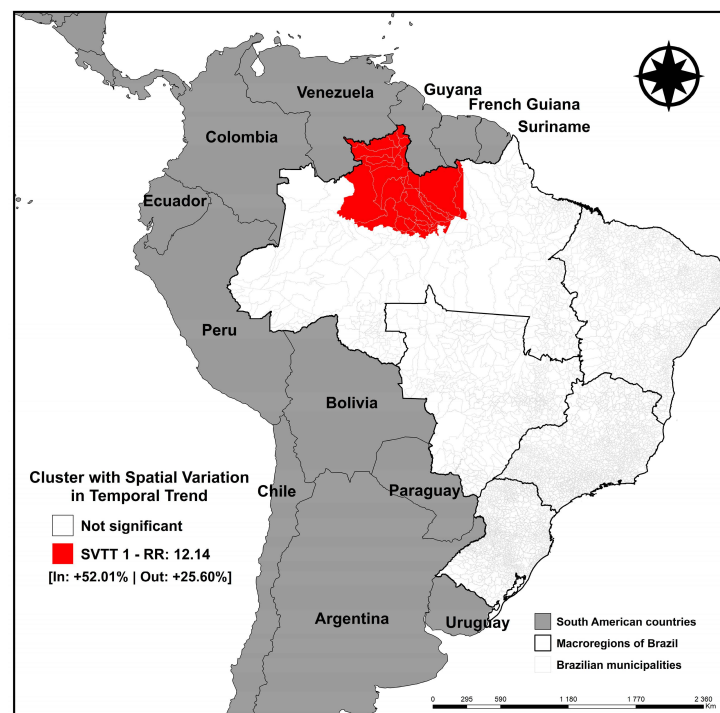 Venezuela
Guyana
French Guiana
Suriname
Colombia
Ecuador
Peru
Bolivia
Cluster with Spatial Variation
in Temporal Trend
Not significant
SVTT 1 - RR: 12.14
[In: +52.01% | Out: +25.60%]
Chile
Paraguay
Argentina
Uruguay
South American countries
Macroregions of Brazil
Brazilian municipalities
0 295 590 1 180 1 770 2 360
Km